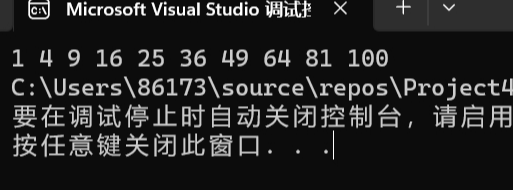 Microsoft Visual Studio 调试
1 4 9 16 25 36 49 64 81 100
C:\Users\86173\source\repos\Project4
要在调试停止时自动关闭控制台，请启用
按任意键关闭此窗口. . .